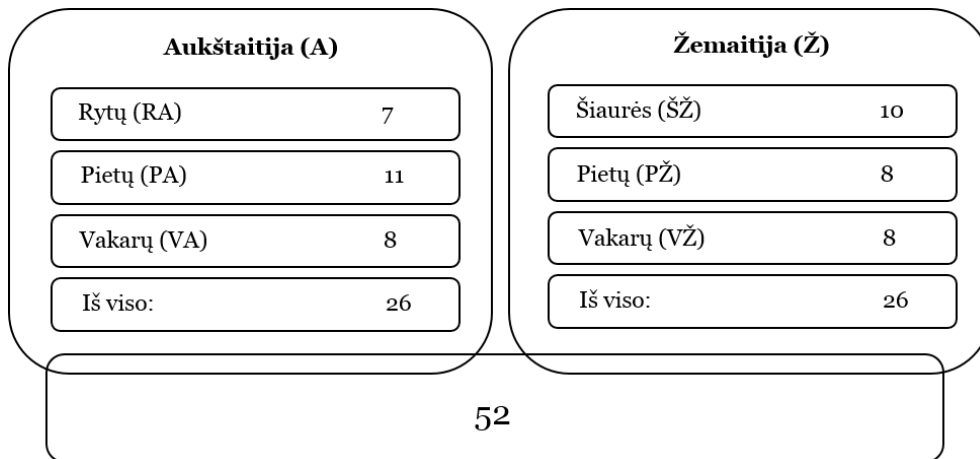 Aukštaitija (A)
Rytų (RA) 7
Pietų (PA) 11
Vakarų (VA) 8
Iš viso: 26
Žemaitija (Ž)
Šiaurės (ŠŽ) 10
Pietų (PŽ) 8
Vakarų (VŽ) 8
Iš viso: 26
52